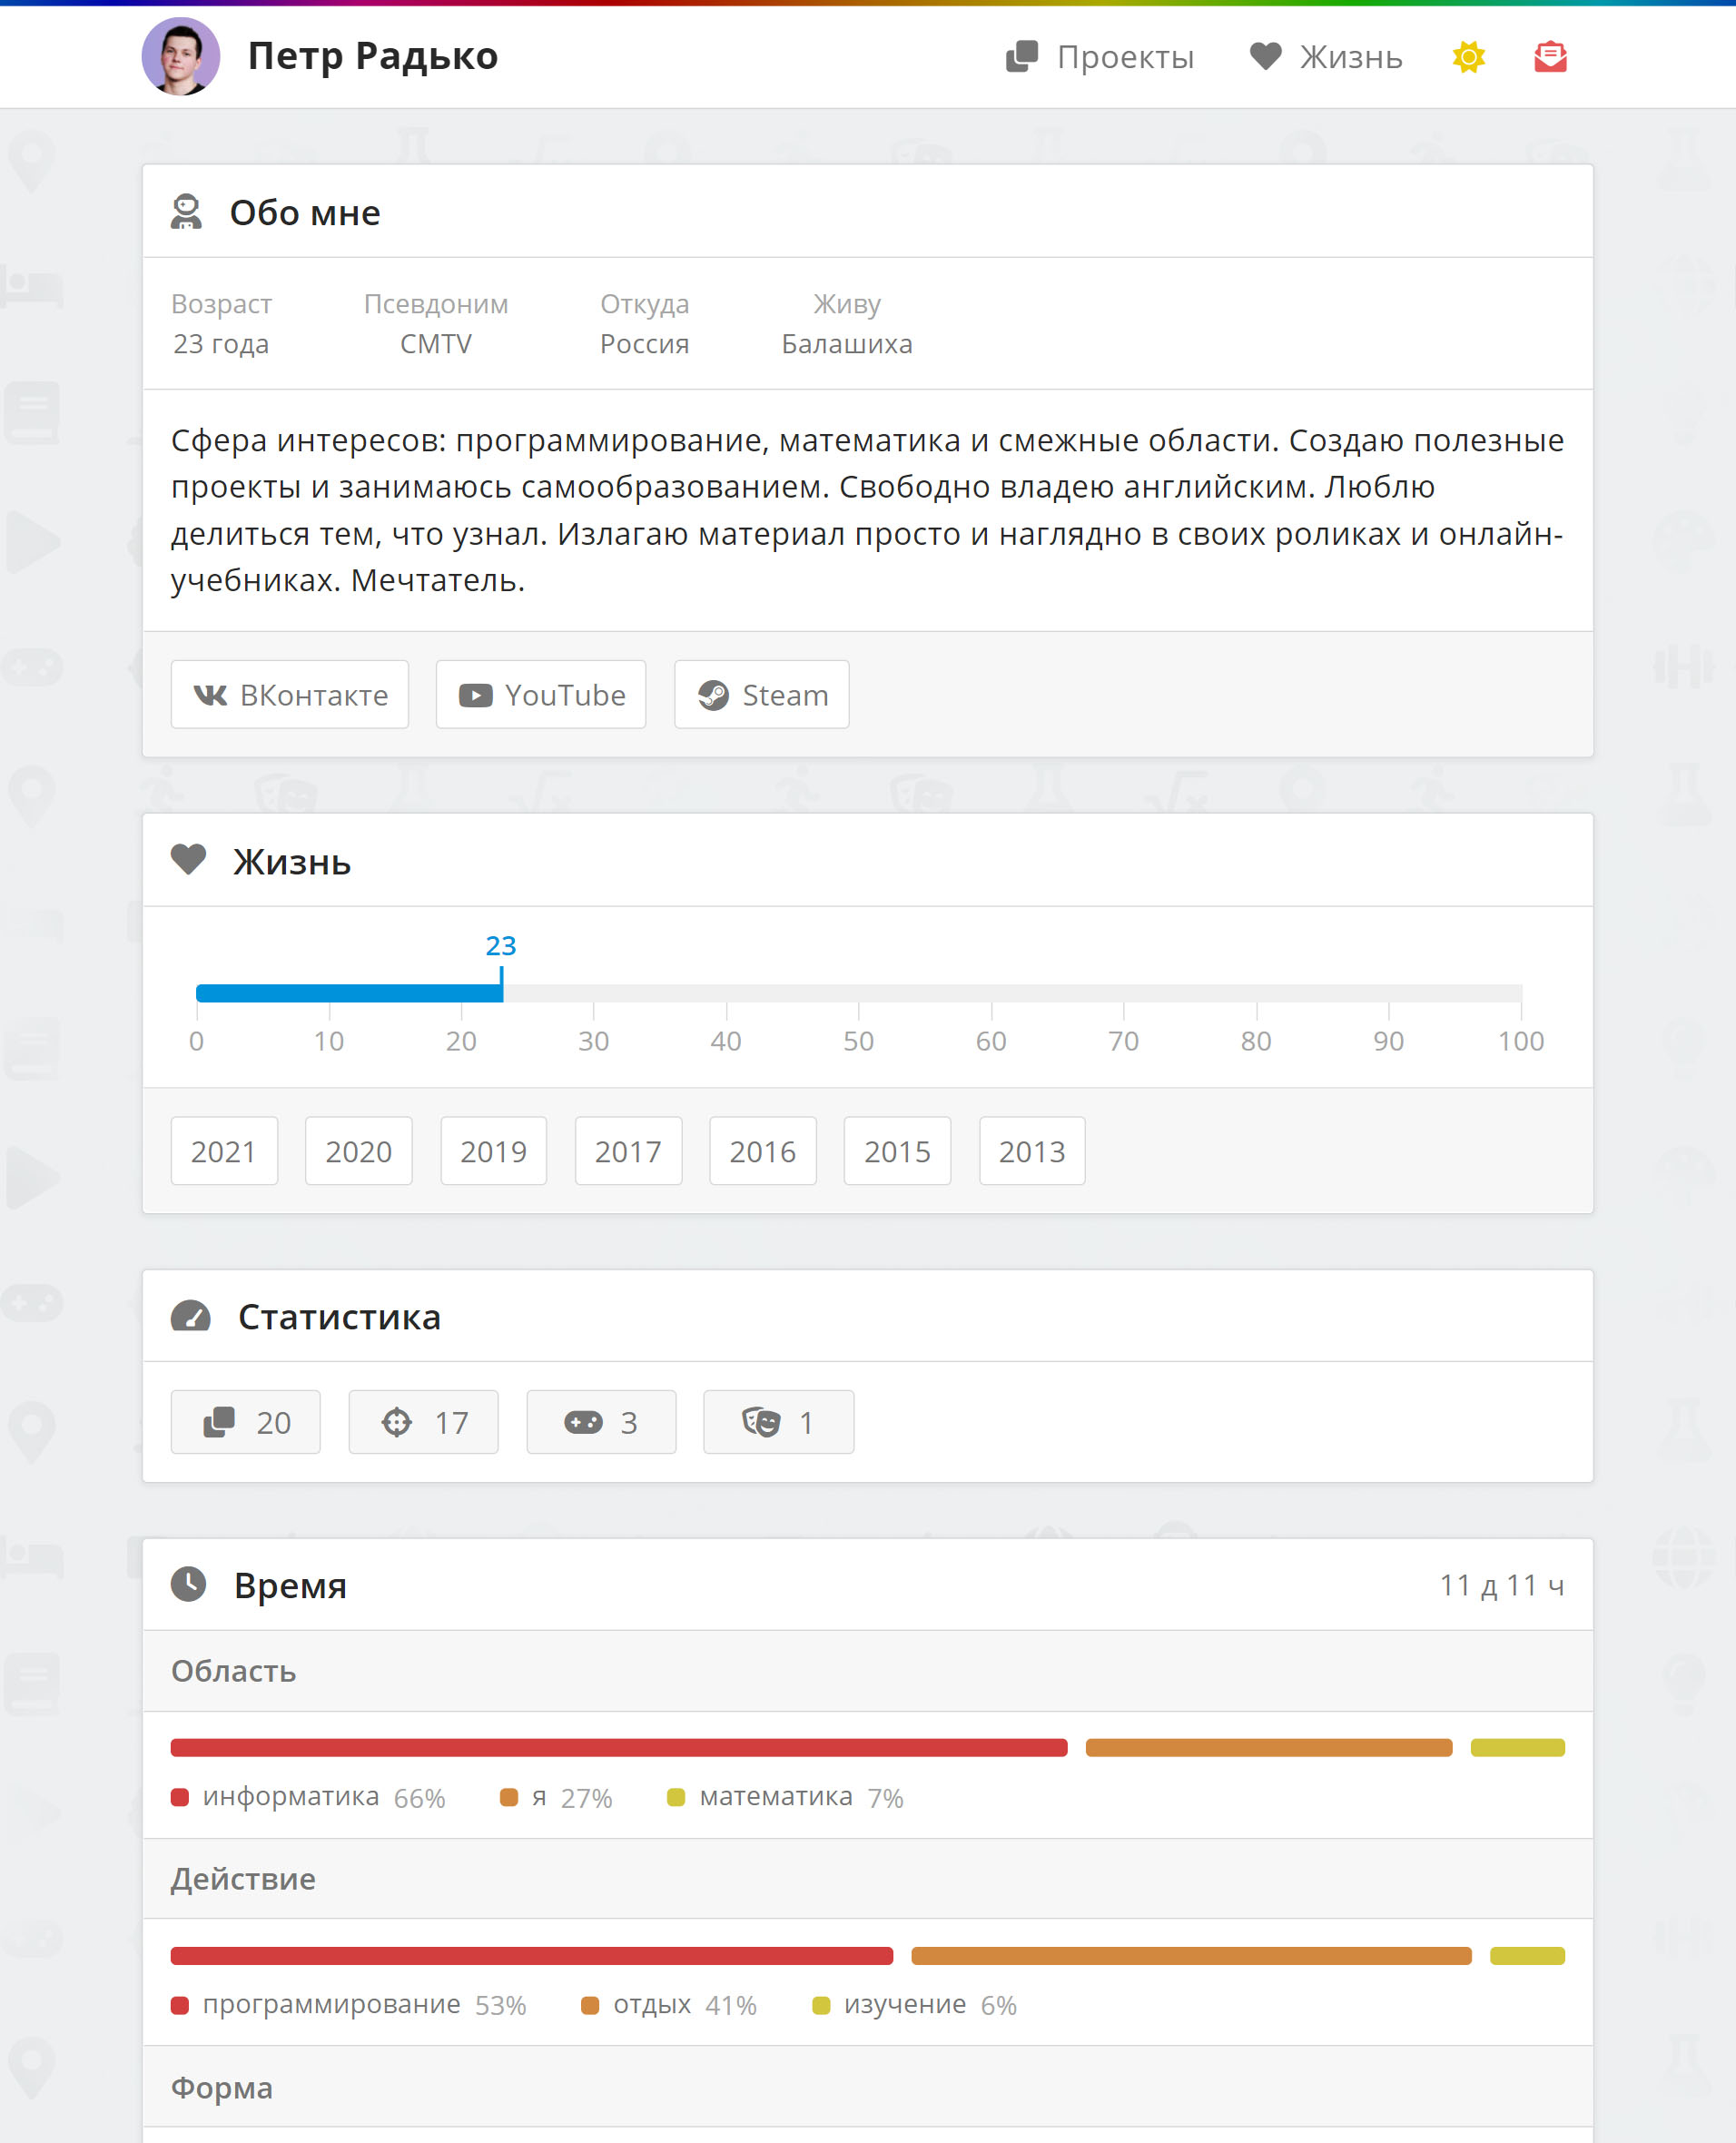 Петр Радько
Проекты
Жизнь
Обо мне
Возраст Псевдоним Откуда Живу
23 года CMTV Россия Балашиха
Сфера интересов: программирование, математика и смежные области. Создаю полезные
проекты и занимаюсь самообразованием. Свободно владею английским. Люблю
делиться тем, что узнал. Излагаю материал просто и наглядно в своих роликах и онлайн-
учебниках. Мечтатель.
ВКонтакте YouTube Steam
Жизнь
23
0 10 20 30 40 50 60 70 80 90 100
2021 2020 2019 2017 2016 2015 2013
Статистика
20 17 3 1
Время 11 д 11 ч
Область
информатика 66% я 27% математика 7%
Действие
программирование 53% отдых 41% изучение 6%
Форма